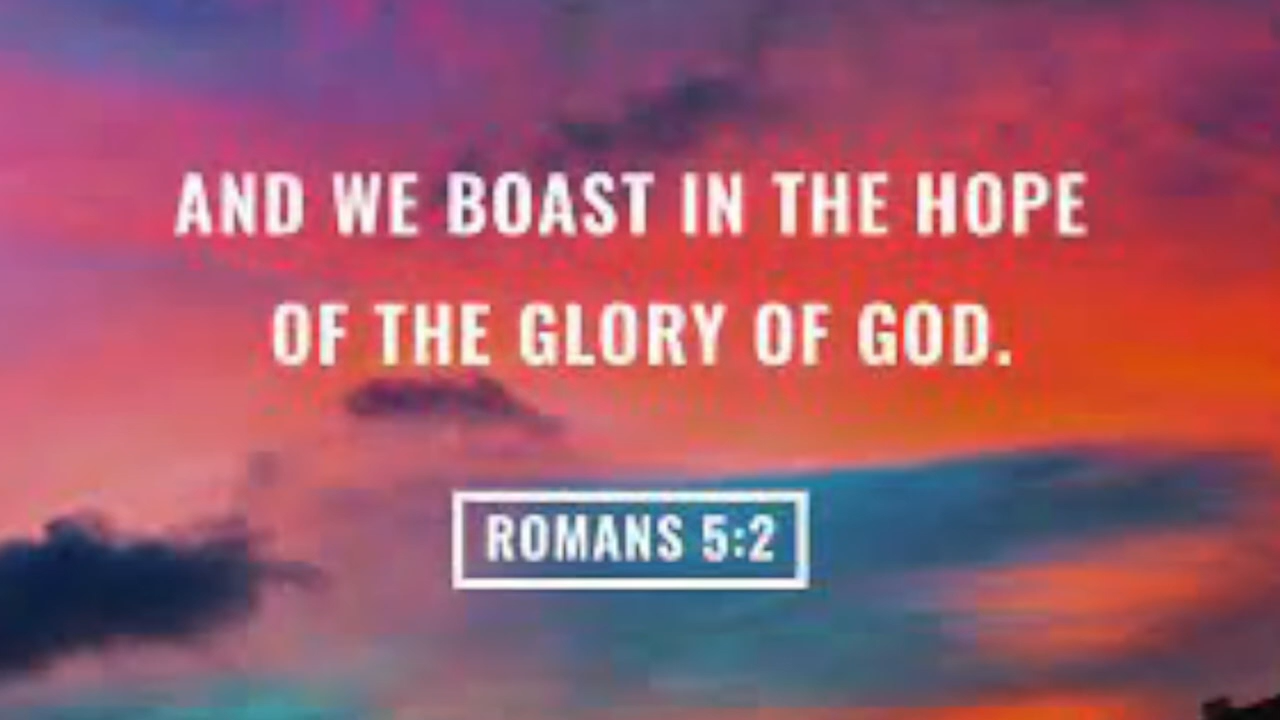 AND WE BOAST IN THE HOPE
OF THE GLORY OF GOD.
ROMANS 5:2